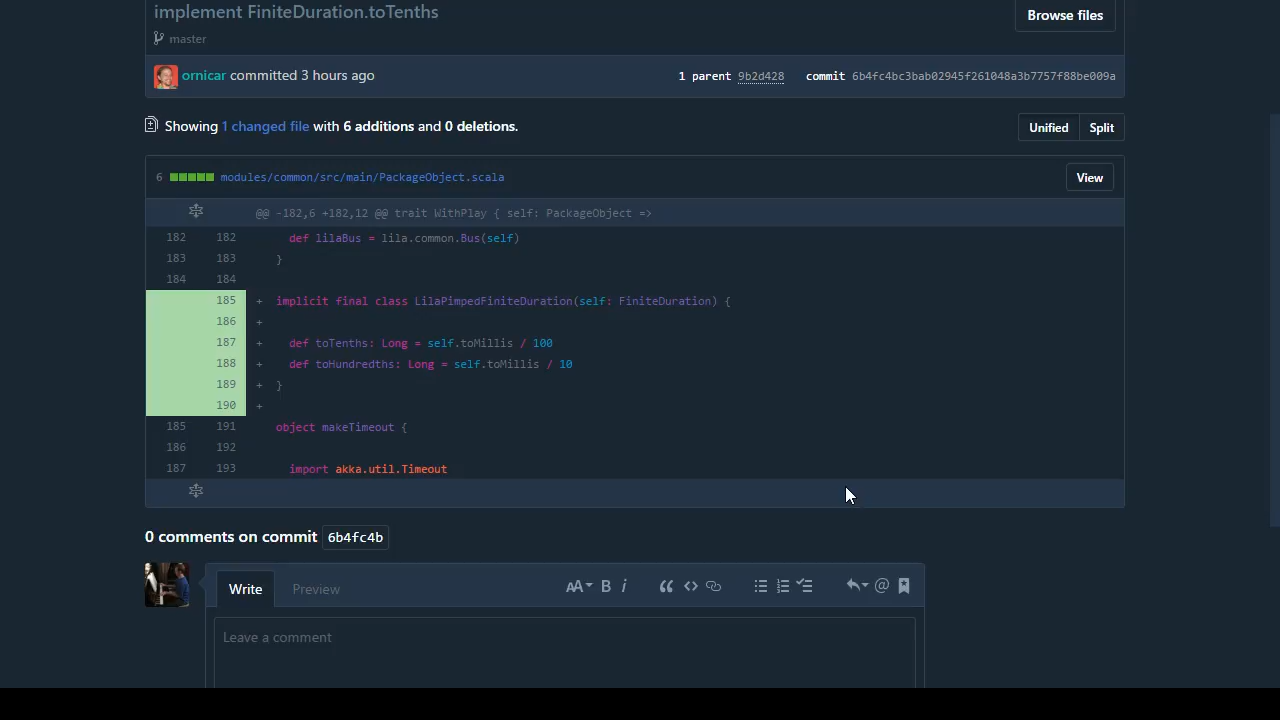 implement FiniteDuration.toTenths
Browse files
master
ornicar committed 3 hours ago
1 parent 9b2d428 commit 6b4fc4bc3bab02945f261048a3b7757f88be009a
Showing 1 changed file with 6 additions and 0 deletions.
Unified Split
6 modules/common/src/main/PackageObject.scala
View
@@ -182,6 +182,12 @@ trait WithPlay { self: PackageObject =>
182 182 def lilaBus = lila.common.Bus(self)
183 183 }
184 184
185 + implicit final class LilaPimpedFiniteDuration(self: FiniteDuration) {
186 +
187 + def toTenths: Long = self.toMillis / 100
188 + def toHundredths: Long = self.toMillis / 10
189 + }
190 +
185 191 object makeTimeout {
186 192
187 193 import akka.util.Timeout
0 comments on commit 6b4fc4b
Write Preview
AA B i
Leave a comment